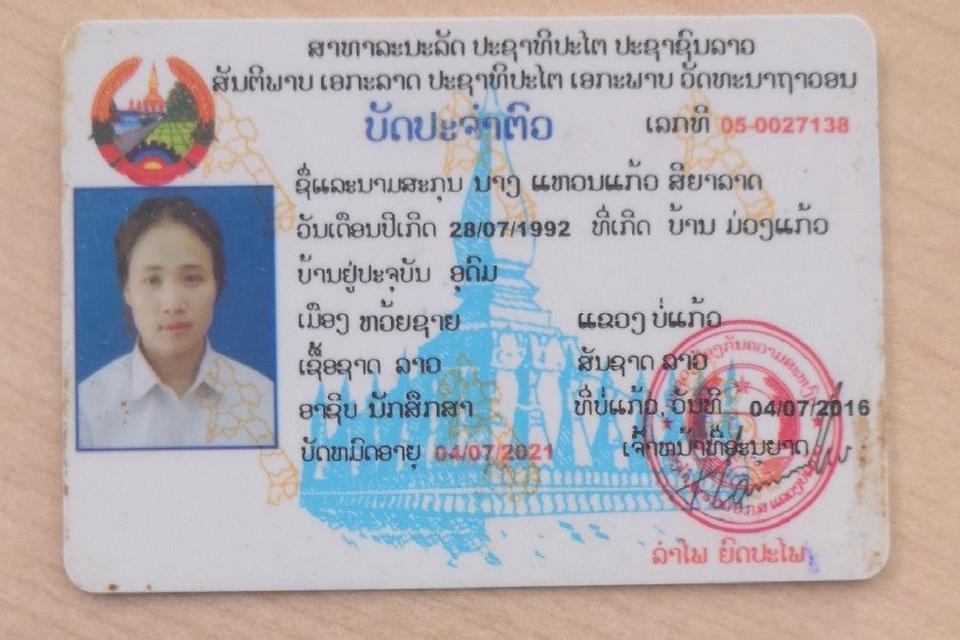 ສາທາລະນະລັດ ປະຊາທິປະໄຕ ປະຊາຊົນລາວ
ສັນຕິພາບ ເອກະລາດ ປະຊາທິປະໄຕ ເອກະພາບ ວັດທະນາຖາວອນ
ບັດປະຈຳຕົວ ເລກທິ 05-0027138
ຊື່ແລະນາມສະກຸນ ນາງ ແຫວນແກ້ວ ສິຍາລາດ
ວັນເດືອນປີເກີດ 28/07/1992 ທີ່ເກີດ ບ້ານ ມ່ອງແກ້ວ
ບ້ານຢູ່ປະຈຸບັນ ອຸດົມ
ເມືອງ ຫ້ວຍຊາຍ ແຂວງ ບໍ່ແກ້ວ
ເຊື້ອຊາດ ລາວ ສັນຊາດ ລາວ
ອາຊີບ ນັກສຶກສາ ທີ່ບໍ່ແກ້ວ, ວັນທີ 04/07/2016
ບັດຫມົດອາຍຸ 04/07/2021 ເຈົ້າຫນ້າທີ່ອະນຸຍາດ
ລຳໄພ ຍົດປະໄພ